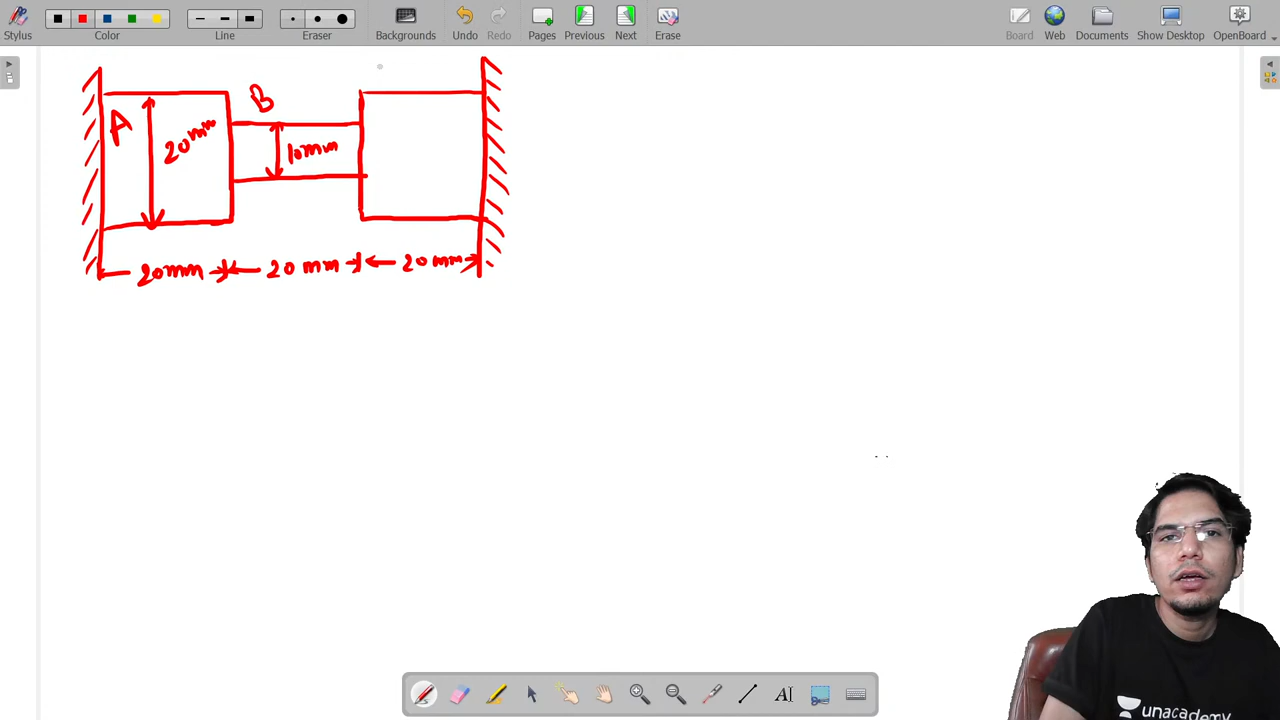 Stylus
Color
Line
Eraser
Backgrounds
Undo
Redo
Pages
Previous
Next
Erase
Board
Web
Documents
Show Desktop
OpenBoard
A
B
20mm
10mm
20mm
20 mm
20 mm
unacademy